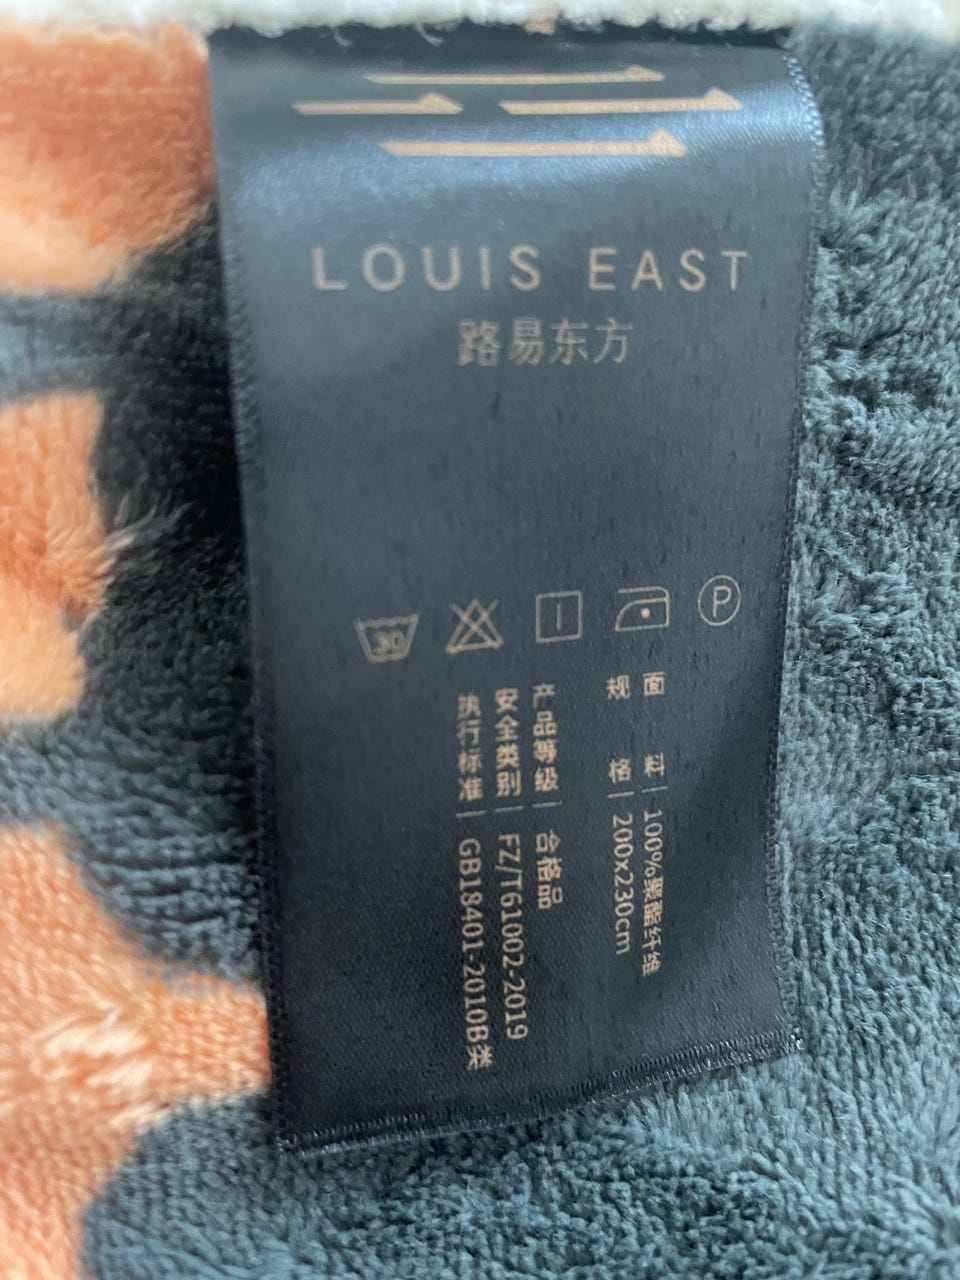 LOUIS EAST
路易东方
30 P
面 料|100%聚酯纤维
规 格|200x230cm
产品等级|合格品
安全类别|FZ/T61002-2019
执行标准|GB18401-2010B类